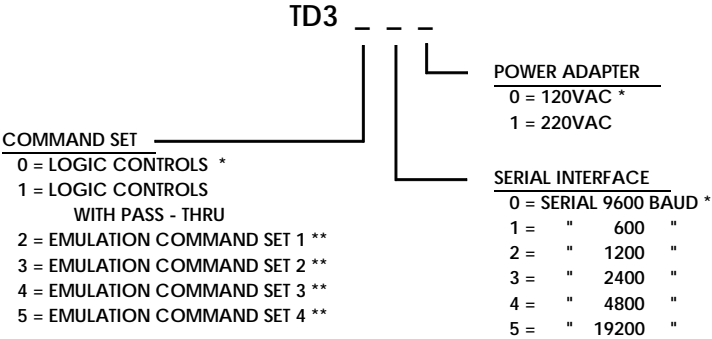 TD3 _ _ _
POWER ADAPTER
0 = 120VAC *
1 = 220VAC
COMMAND SET
0 = LOGIC CONTROLS *
1 = LOGIC CONTROLS
WITH PASS - THRU
2 = EMULATION COMMAND SET 1 **
3 = EMULATION COMMAND SET 2 **
4 = EMULATION COMMAND SET 3 **
5 = EMULATION COMMAND SET 4 **
SERIAL INTERFACE
0 = SERIAL 9600 BAUD *
1 = " 600 "
2 = " 1200 "
3 = " 2400 "
4 = " 4800 "
5 = " 19200 "